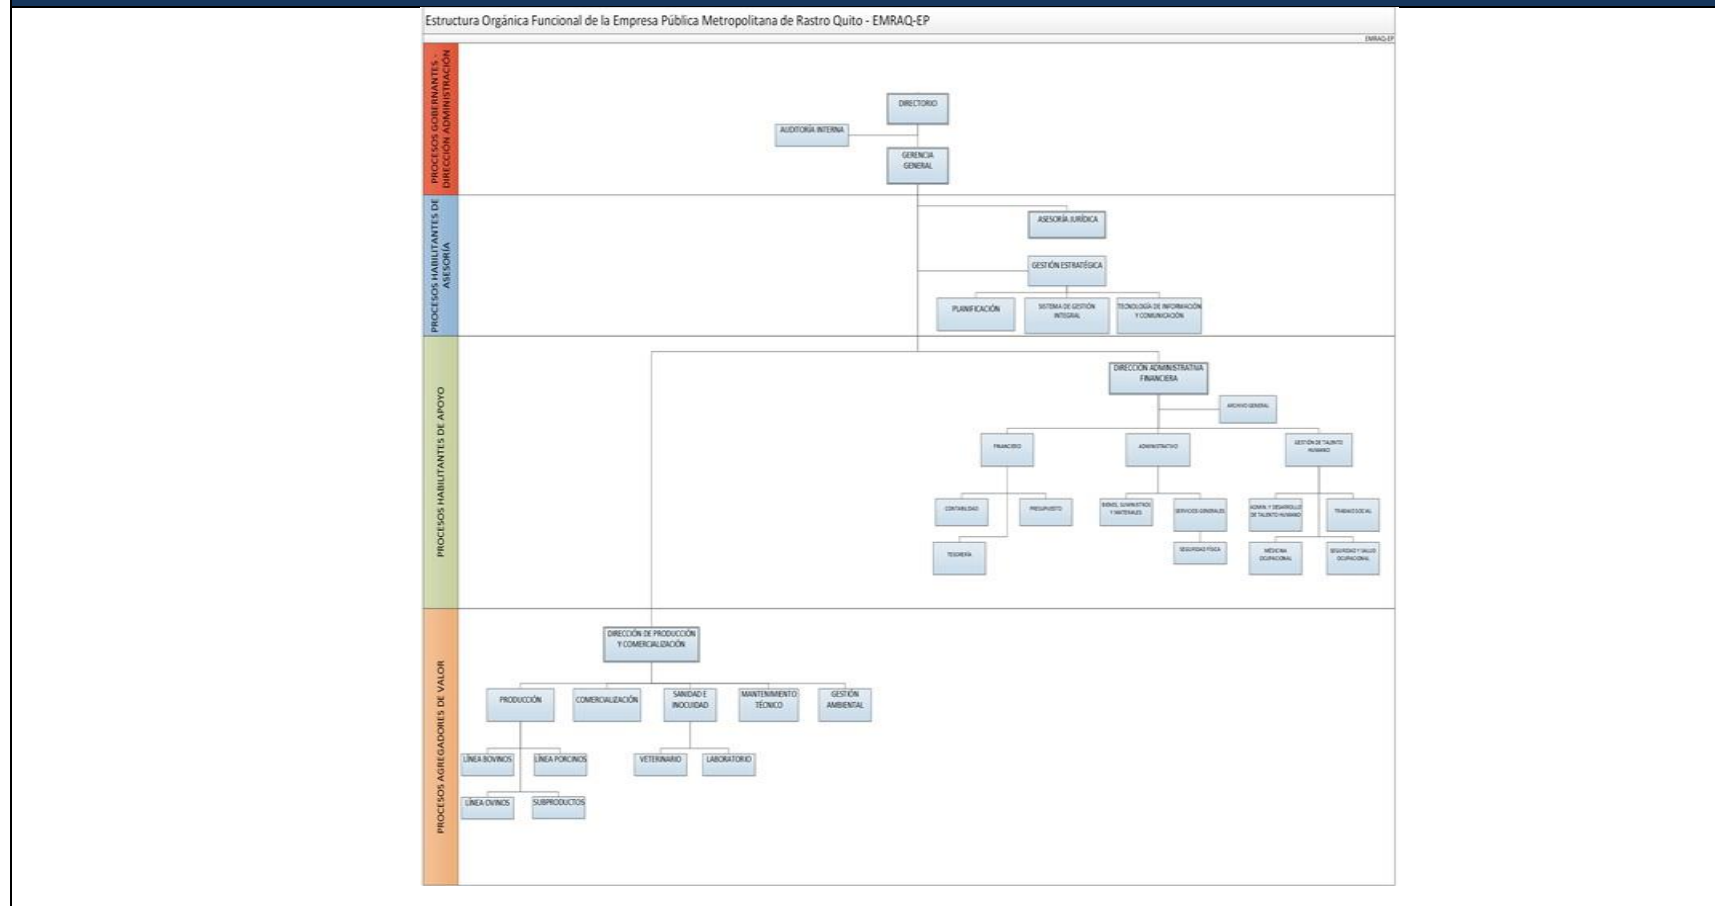 Estructura Orgánica Funcional de la Empresa Pública Metropolitana de Rastro Quito - EMRAQ-EP
EMRAQ-EP
PROCESOS GOBERNANTES -
DIRECCIÓN ADMINISTRACIÓN
DIRECTORIO
AUDITORÍA INTERNA
GERENCIA
GENERAL
PROCESOS HABILITANTES DE
ASESORÍA
ASESORÍA JURÍDICA
GESTIÓN ESTRATÉGICA
PLANIFICACIÓN
SISTEMA DE GESTIÓN
INTEGRAL
TECNOLOGÍA DE INFORMACIÓN
Y COMUNICACIÓN
PROCESOS HABILITANTES DE APOYO
DIRECCIÓN ADMINISTRATIVA
FINANCIERA
ARCHIVO GENERAL
FINANCIERO
ADMINISTRATIVO
GESTIÓN DE TALENTO
HUMANO
CONTABILIDAD
PRESUPUESTO
BIENES, SUMINISTROS
Y MATERIALES
SERVICIOS GENERALES
ADMIN. Y DESARROLLO
DE TALENTO HUMANO
TRABAJO SOCIAL
TESORERÍA
SEGURIDAD FÍSICA
MEDICINA
OCUPACIONAL
SEGURIDAD Y SALUD
OCUPACIONAL
PROCESOS AGREGADORES DE VALOR
DIRECCIÓN DE PRODUCCIÓN
Y COMERCIALIZACIÓN
PRODUCCIÓN
COMERCIALIZACIÓN
SANIDAD E
INOCUIDAD
MANTENIMIENTO
TÉCNICO
GESTIÓN
AMBIENTAL
LÍNEA BOVINOS
LÍNEA PORCINOS
VETERINARIO
LABORATORIO
LÍNEA OVINOS
SUBPRODUCTOS